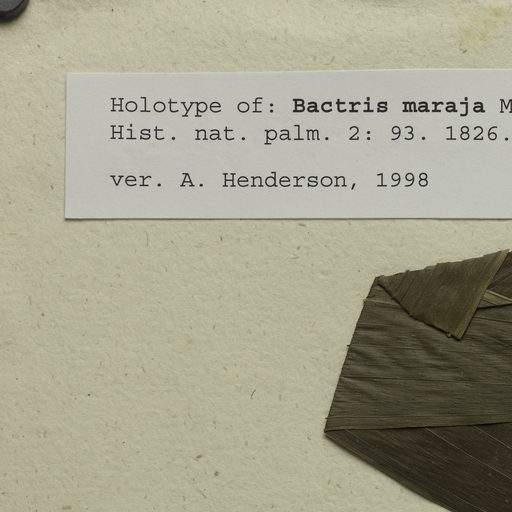 Holotype of: Bactris maraja M
Hist. nat. palm. 2: 93. 1826.
ver. A. Henderson, 1998